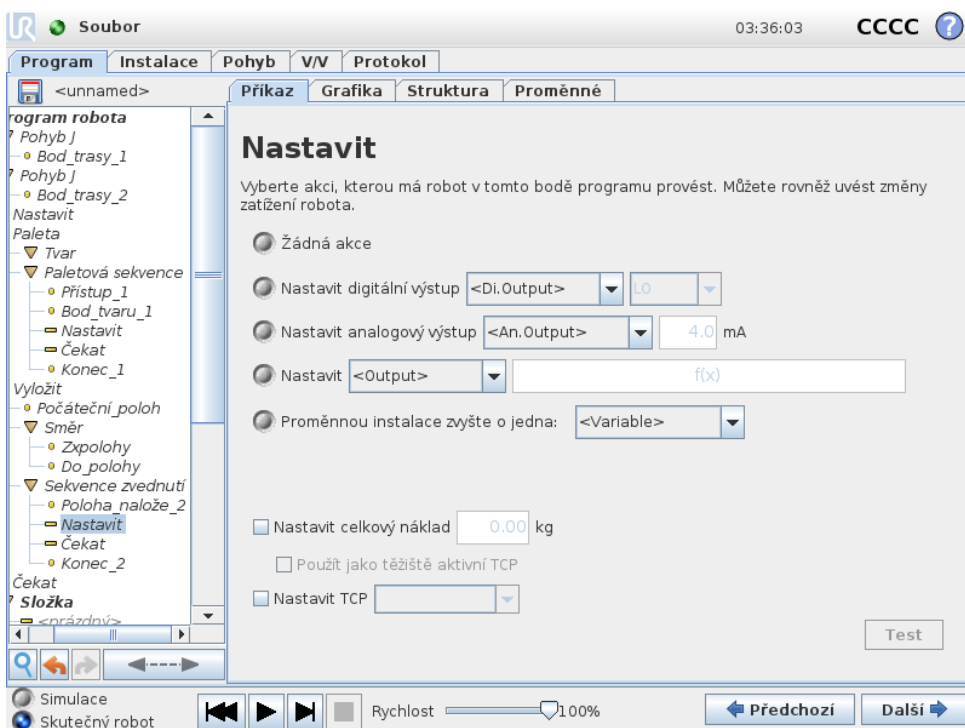 UR Soubor 03:36:03 CCCC ?
Program Instalace Pohyb V/V Protokol
<unnamed> Příkaz Grafika Struktura Proměnné
rogram robota
Pohyb J
Bod_trasy_1
Pohyb J
Bod_trasy_2
Nastavit
Paleta
Tvar
Paletová sekvence
Přístup_1
Bod_tvaru_1
Nastavit
Čekat
Konec_1
Vyložit
Počáteční_poloh
Směr
Zxpolohy
Do_polohy
Sekvence zvednutí
Poloha_nalože_2
Nastavit
Čekat
Konec_2
Čekat
Složka
<prázdný>
Nastavit
Vyberte akci, kterou má robot v tomto bodě programu provést. Můžete rovněž uvést změny
zatížení robota.
Žádná akce
Nastavit digitální výstup <Di.Output> LO
Nastavit analogový výstup <An.Output> 4.0 mA
Nastavit <Output> f(x)
Proměnnou instalace zvyšte o jedna: <Variable>
Nastavit celkový náklad 0.00 kg
Použít jako těžiště aktivní TCP
Nastavit TCP
Test
Simulace
Skutečný robot
Rychlost 100%
Předchozí Další